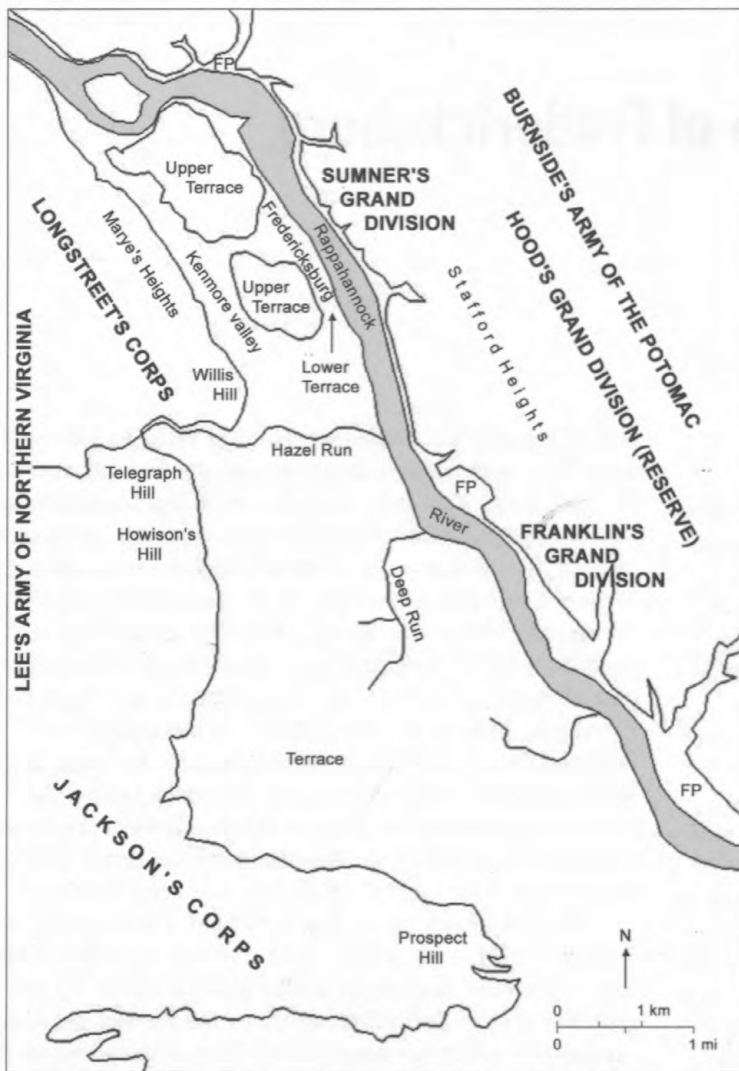 FP
BURNSIDE'S ARMY OF THE POTOMAC
HOOD'S GRAND DIVISION (RESERVE)
SUMNER'S
GRAND
DIVISION
Upper
Terrace
Fredericksburg
Rappahannock
Stafford Heights
LONGSTREET'S CORPS
Marye's Heights
Kenmore valley
Upper
Terrace
LEE'S ARMY OF NORTHERN VIRGINIA
Willis
Hill
Lower
Terrace
Hazel Run
Telegraph
Hill
FP
River
FRANKLIN'S
GRAND
DIVISION
Howison's
Hill
Deep Run
Terrace
FP
JACKSON'S CORPS
Prospect
Hill
N
0 1 km
0 1 mi